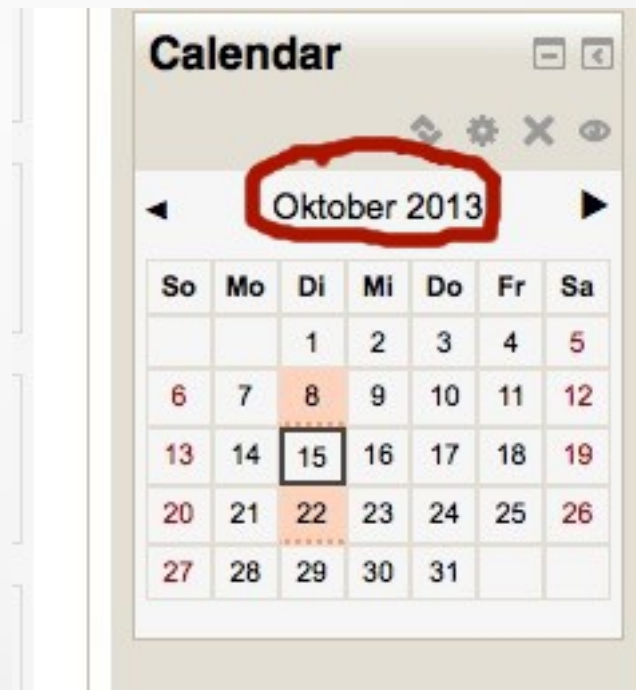 Calendar
Oktober 2013
So Mo Di Mi Do Fr Sa
1 2 3 4 5
6 7 8 9 10 11 12
13 14 15 16 17 18 19
20 21 22 23 24 25 26
27 28 29 30 31